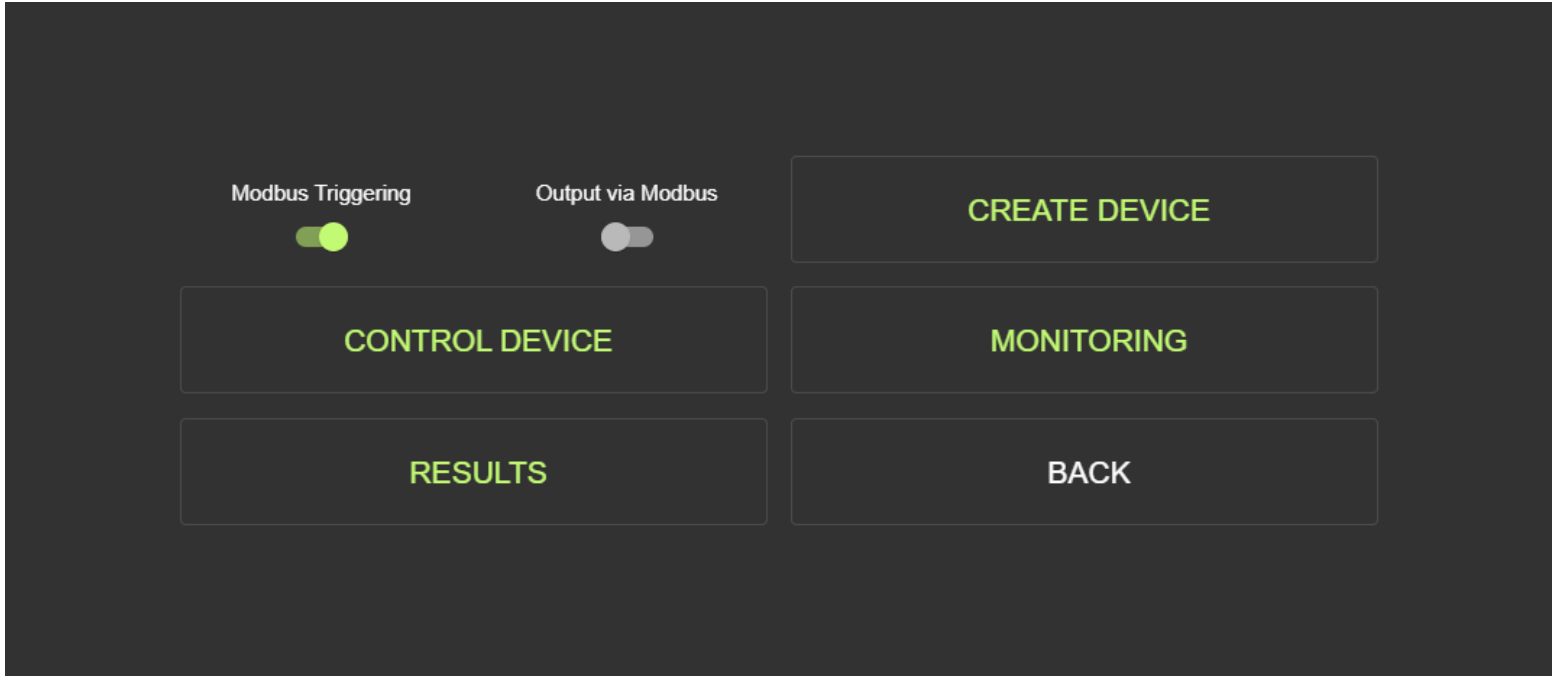 Modbus Triggering
Output via Modbus
CREATE DEVICE
CONTROL DEVICE
MONITORING
RESULTS
BACK